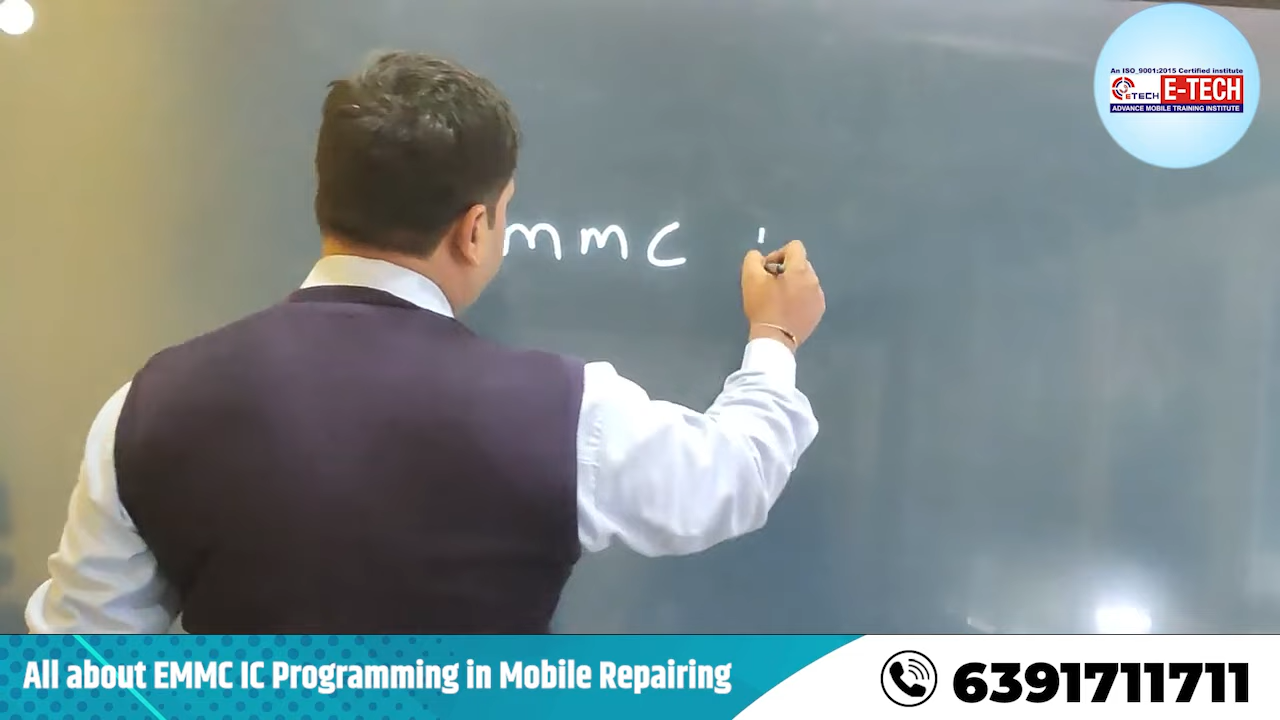 An ISO_9001:2015 Certified institute
ETECH E-TECH
ADVANCE MOBILE TRAINING INSTITUTE
mmc
All about EMMC IC Programming in Mobile Repairing
6391711711